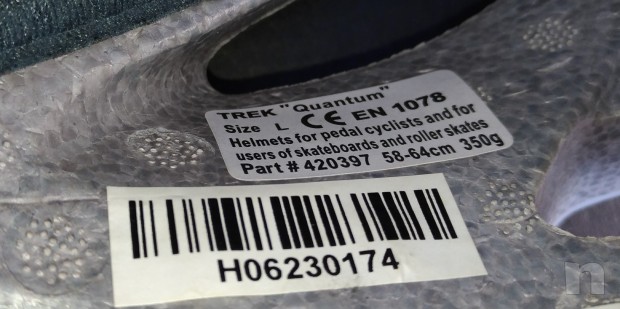 TREK "Quantum"
Size L CE EN 1078
Helmets for pedal cyclists and for
users of skateboards and roller skates
Part # 420397 58-64cm 350g
H06230174
n